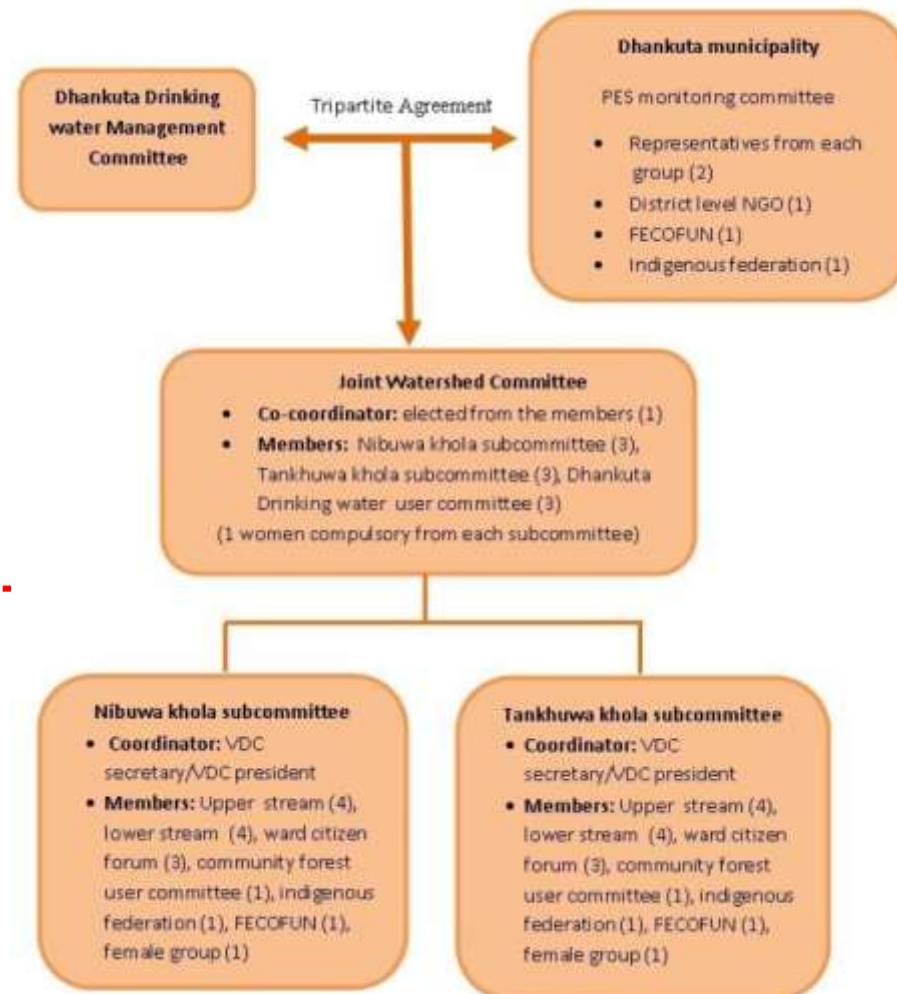 Dhankuta municipality
PES monitoring committee
• Representatives from each
group (2)
• District level NGO (1)
• FECOFUN (1)
• Indigenous federation (1)
Dhankuta Drinking
water Management
Committee
Tripartite Agreement
Joint Watershed Committee
• Co-coordinator: elected from the members (1)
• Members: Nibuwa khola subcommittee (3),
Tankhuwa khola subcommittee (3), Dhankuta
Drinking water user committee (3)
(1 women compulsory from each subcommittee)
Nibuwa khola subcommittee
• Coordinator: VDC
secretary/VDC president
• Members: Upper stream (4),
lower stream (4), ward citizen
forum (3), community forest
user committee (1), indigenous
federation (1), FECOFUN (1),
female group (1)
Tankhuwa khola subcommittee
• Coordinator: VDC
secretary/VDC president
• Members: Upper stream (4),
lower stream (4), ward citizen
forum (3), community forest
user committee (1), indigenous
federation (1), FECOFUN (1),
female group (1)